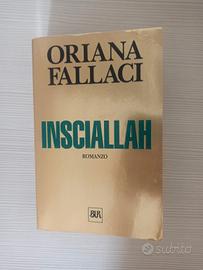 ORIANA
FALLACI
INSCIALLAH
ROMANZO
BUR
subito